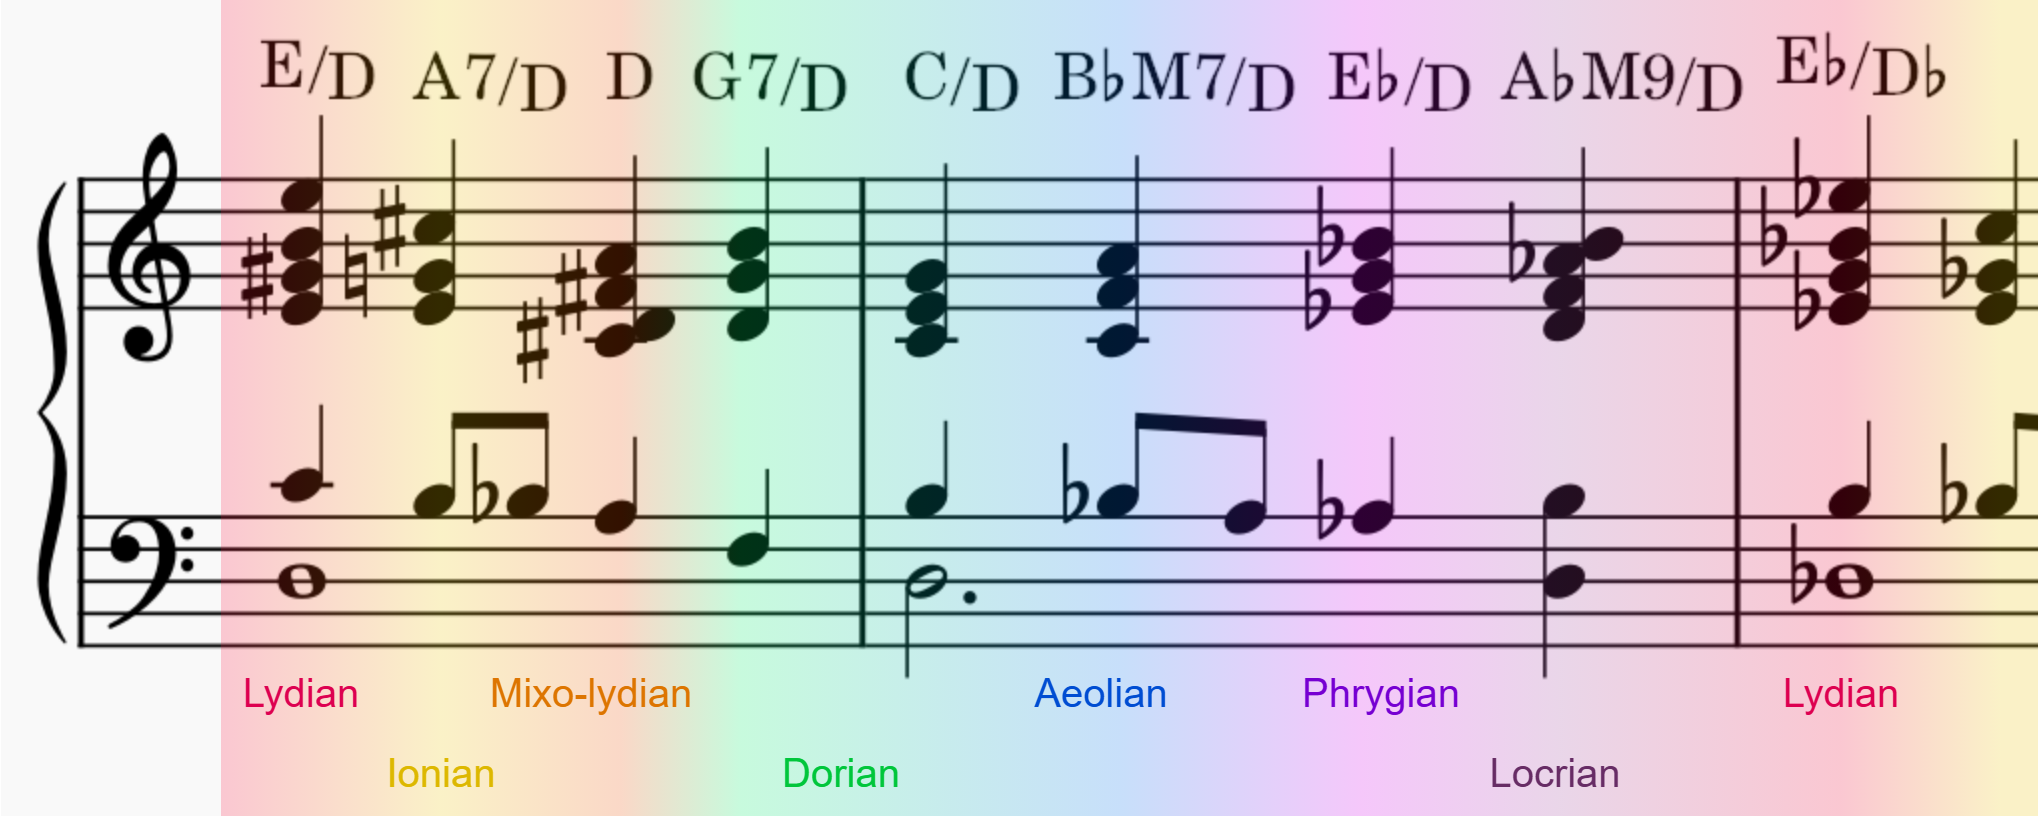 E/D A7/D D G7/D C/D B♭M7/D E♭/D A♭M9/D E♭/D♭
Lydian Mixo-lydian Aeolian Phrygian Lydian
Ionian Dorian Locrian